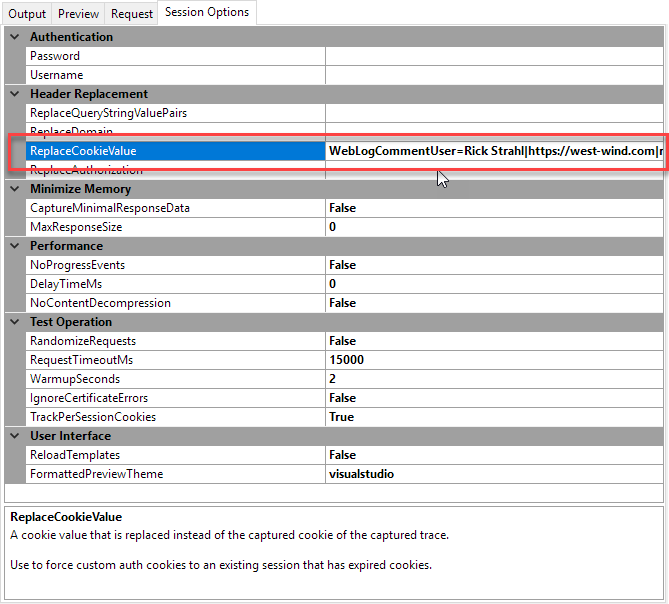 Output Preview Request Session Options
Authentication
Password
Username
Header Replacement
ReplaceQueryStringValuePairs
ReplaceDomain
ReplaceCookieValue WebLogCommentUser=Rick Strahl|https://west-wind.com|r
ReplaceAuthorization
Minimize Memory
CaptureMinimalResponseData False
MaxResponseSize 0
Performance
NoProgressEvents False
DelayTimeMs 0
NoContentDecompression False
Test Operation
RandomizeRequests False
RequestTimeoutMs 15000
WarmupSeconds 2
IgnoreCertificateErrors False
TrackPerSessionCookies True
User Interface
ReloadTemplates False
FormattedPreviewTheme visualstudio
ReplaceCookieValue
A cookie value that is replaced instead of the captured cookie of the captured trace.
Use to force custom auth cookies to an existing session that has expired cookies.